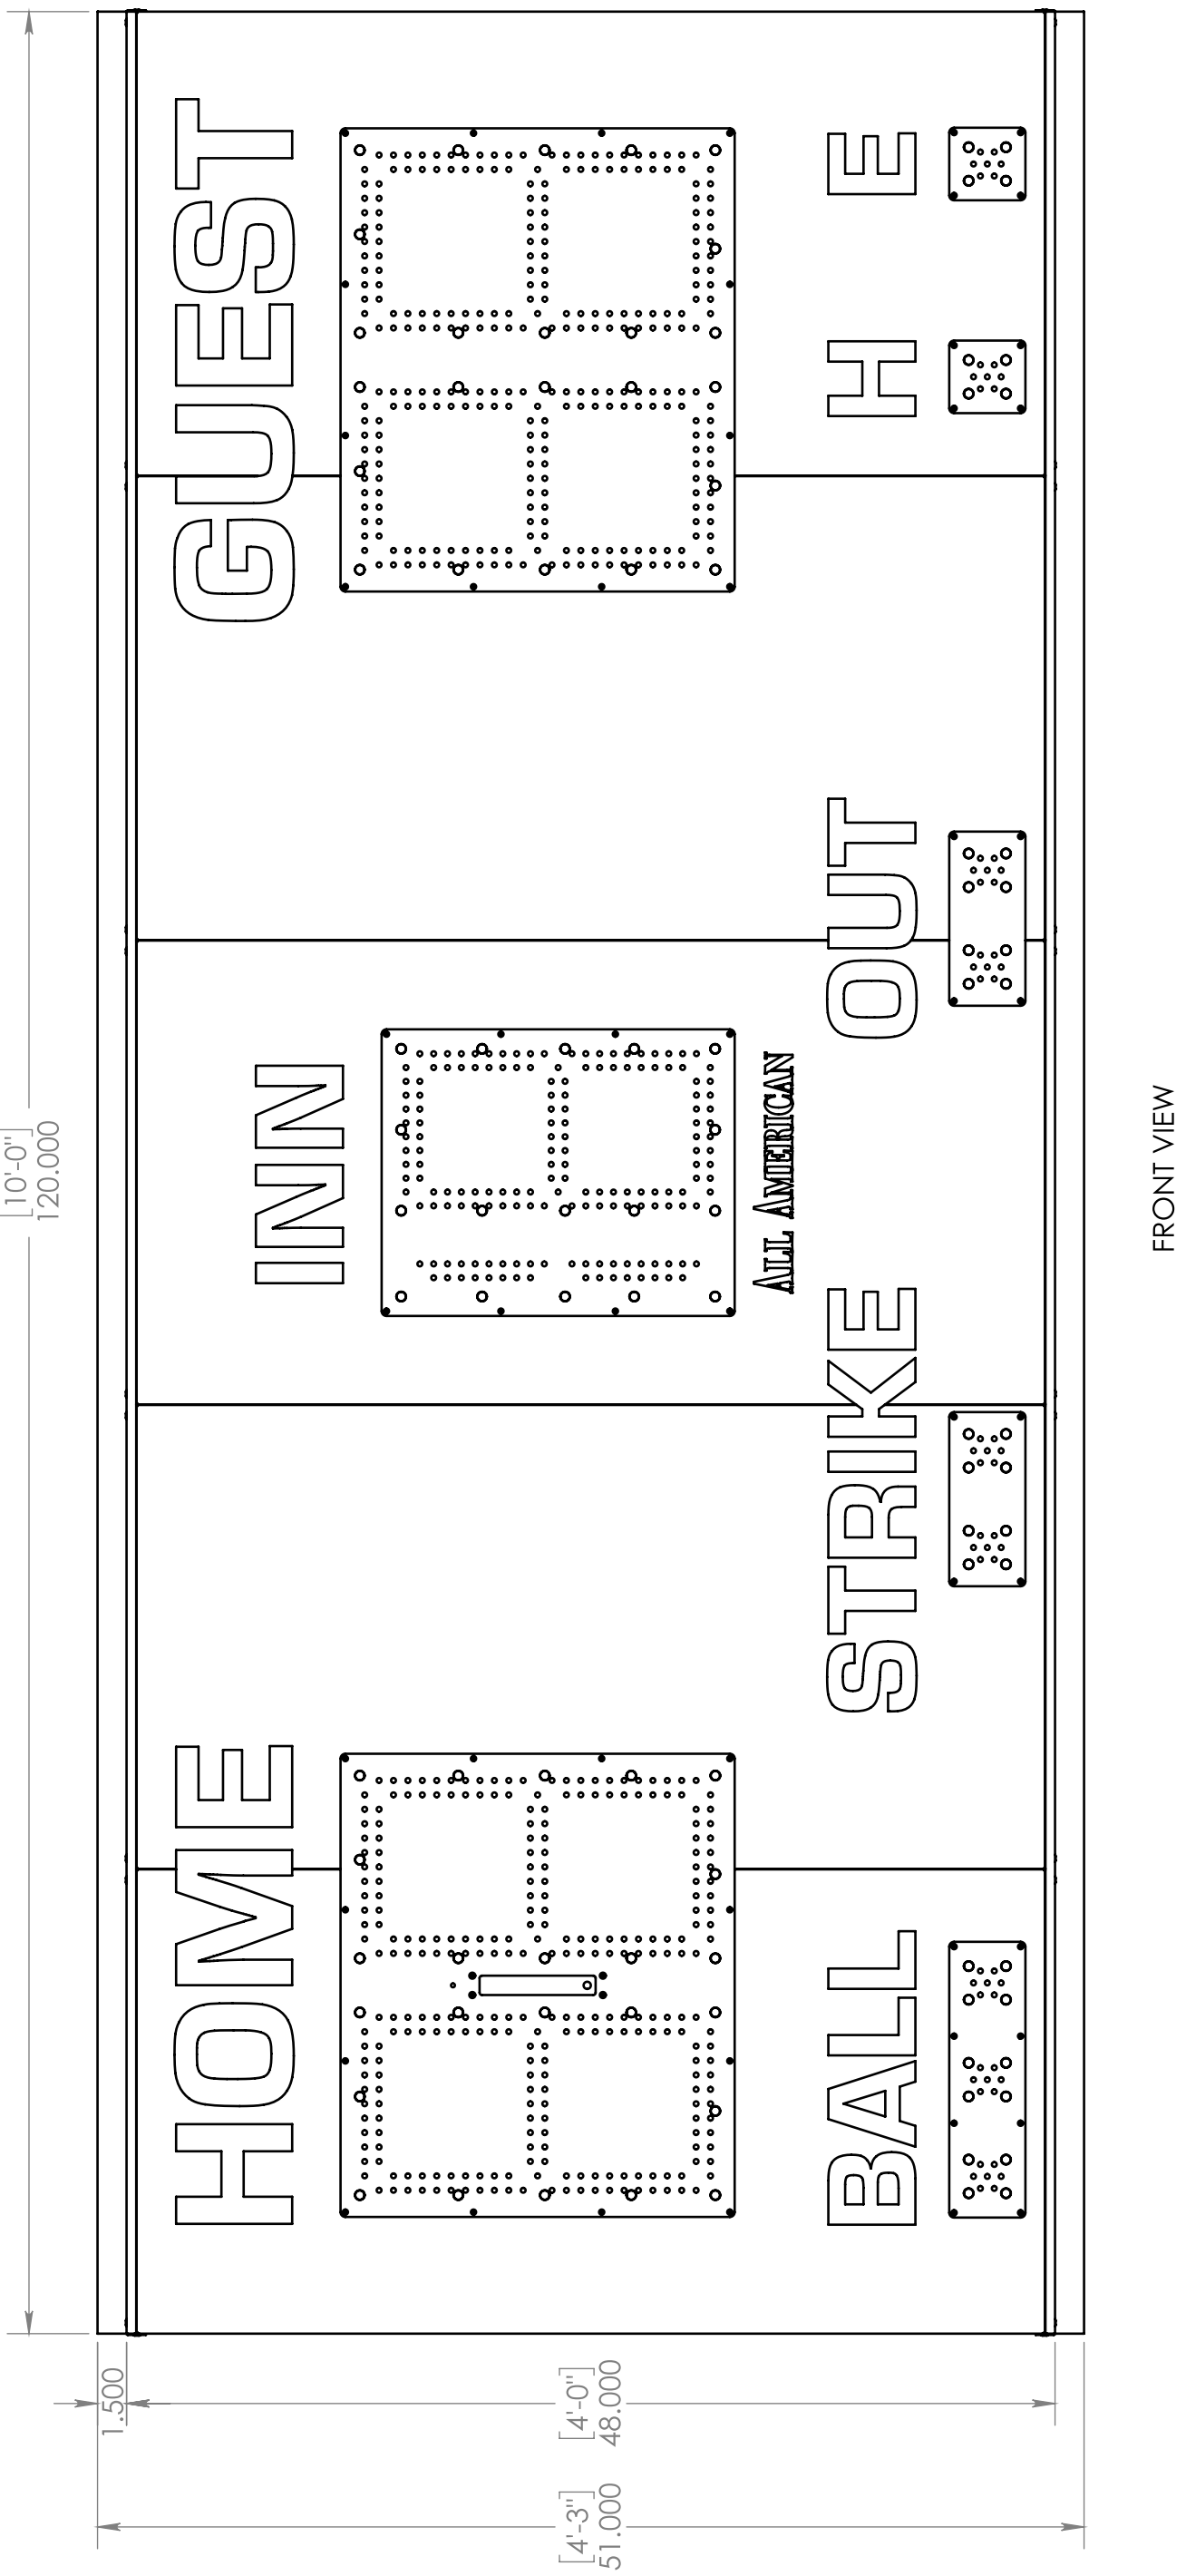 [10'-0"]
120.000
HOME
INN
GUEST
ALL AMERICAN
BALL
STRIKE
OUT
H
E
1.500
[4'-0"]
48.000
[4'-3"]
51.000
FRONT VIEW